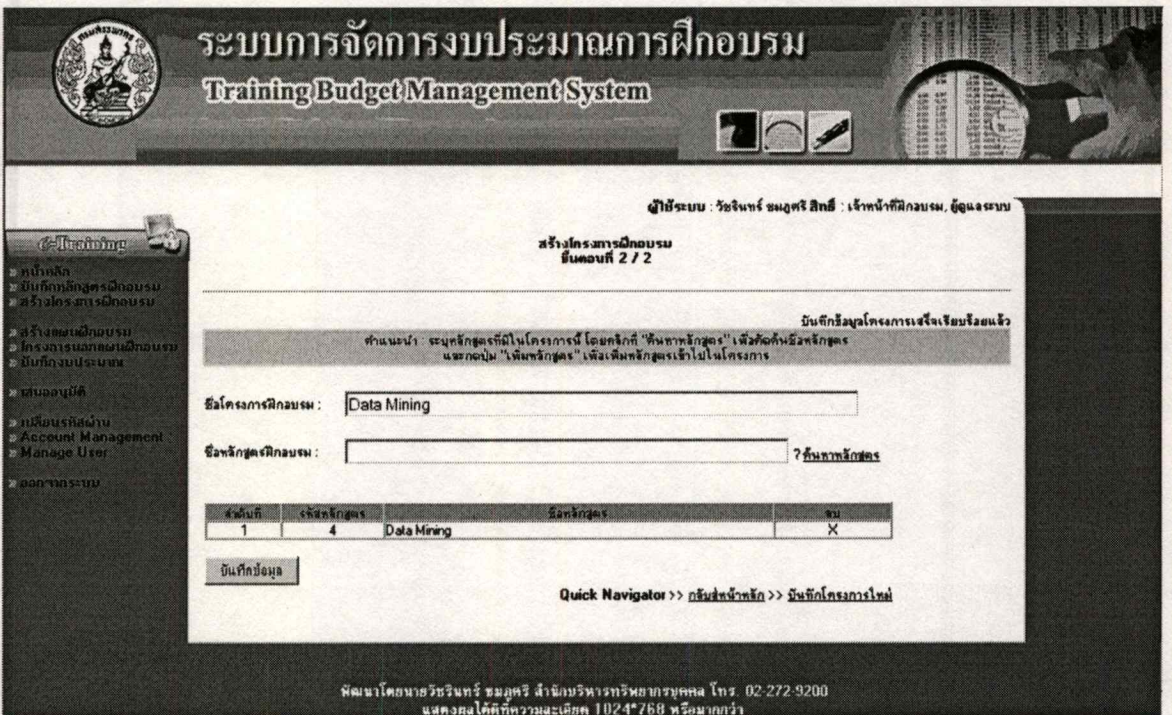 ระบบการจัดการงบประมาณการฝึกอบรม
Training Budget Management System
ผู้ใช้ระบบ : วัชรินทร์ ชมภูศรี สิทธิ์ : เจ้าหน้าที่ฝึกอบรม, ผู้ดูแลระบบ
e-Training
สร้างโครงการฝึกอบรม
ขั้นตอนที่ 2 / 2
» หน้าหลัก
» บันทึกหลักสูตรฝึกอบรม
» สร้างโครงการฝึกอบรม
» สร้างแผนฝึกอบรม
» โครงการนอกแผนฝึกอบรม
» บันทึกงบประมาณ
» เสนออนุมัติ
» เปลี่ยนรหัสผ่าน
» Account Management :
» Manage User
» ออกจากระบบ
บันทึกข้อมูลโครงการเสร็จเรียบร้อยแล้ว
คำแนะนำ : ระบุหลักสูตรที่มีในโครงการนี้ โดยคลิกที่ "ค้นหาหลักสูตร" เพื่อคัดค้นชื่อหลักสูตร
และกดปุ่ม "เพิ่มหลักสูตร" เพื่อเพิ่มหลักสูตรเข้าไปในโครงการ
ชื่อโครงการฝึกอบรม : Data Mining
ชื่อหลักสูตรฝึกอบรม : ? ค้นหาหลักสูตร
ลำดับที่ รหัสหลักสูตร ชื่อหลักสูตร ลบ
1 4 Data Mining X
บันทึกข้อมูล
Quick Navigator >> กลับสู่หน้าหลัก >> บันทึกโครงการใหม่
พัฒนาโดยนายวัชรินทร์ ชมภูศรี สำนักบริหารทรัพยากรบุคคล โทร. 02-272-9200
แสดงผลได้ดีที่ความละเอียด 1024*768 หรือมากกว่า